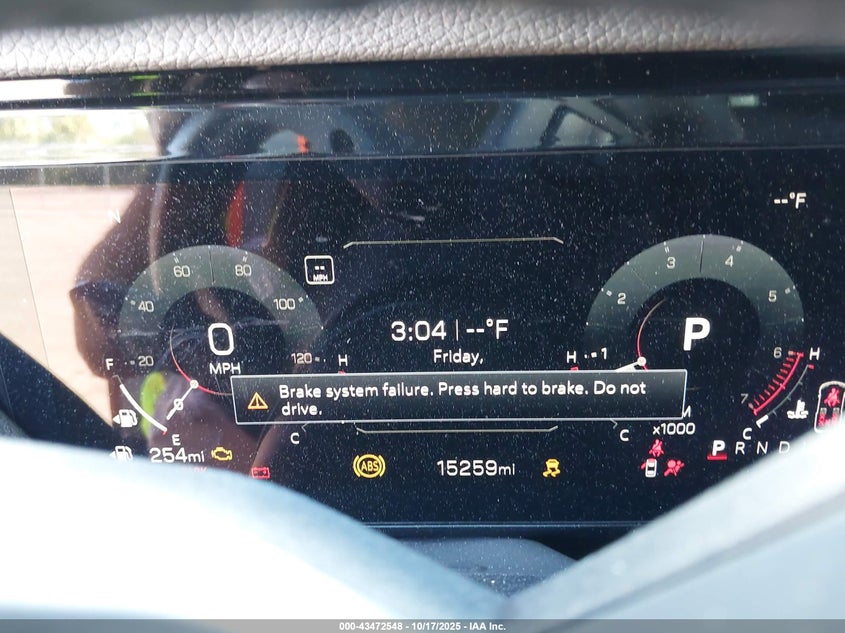 N
--°F
60 80
40 100
20 120
-- MPH
0
MPH
3:04 --°F
Friday,
3 4
2 5
1 6
7
P
F
H
H
H
Brake system failure. Press hard to brake. Do not
drive.
E
C
C
C
x1000
254mi
ABS
15259mi
P R N D
000-43472548 - 10/17/2025 - IAA Inc.